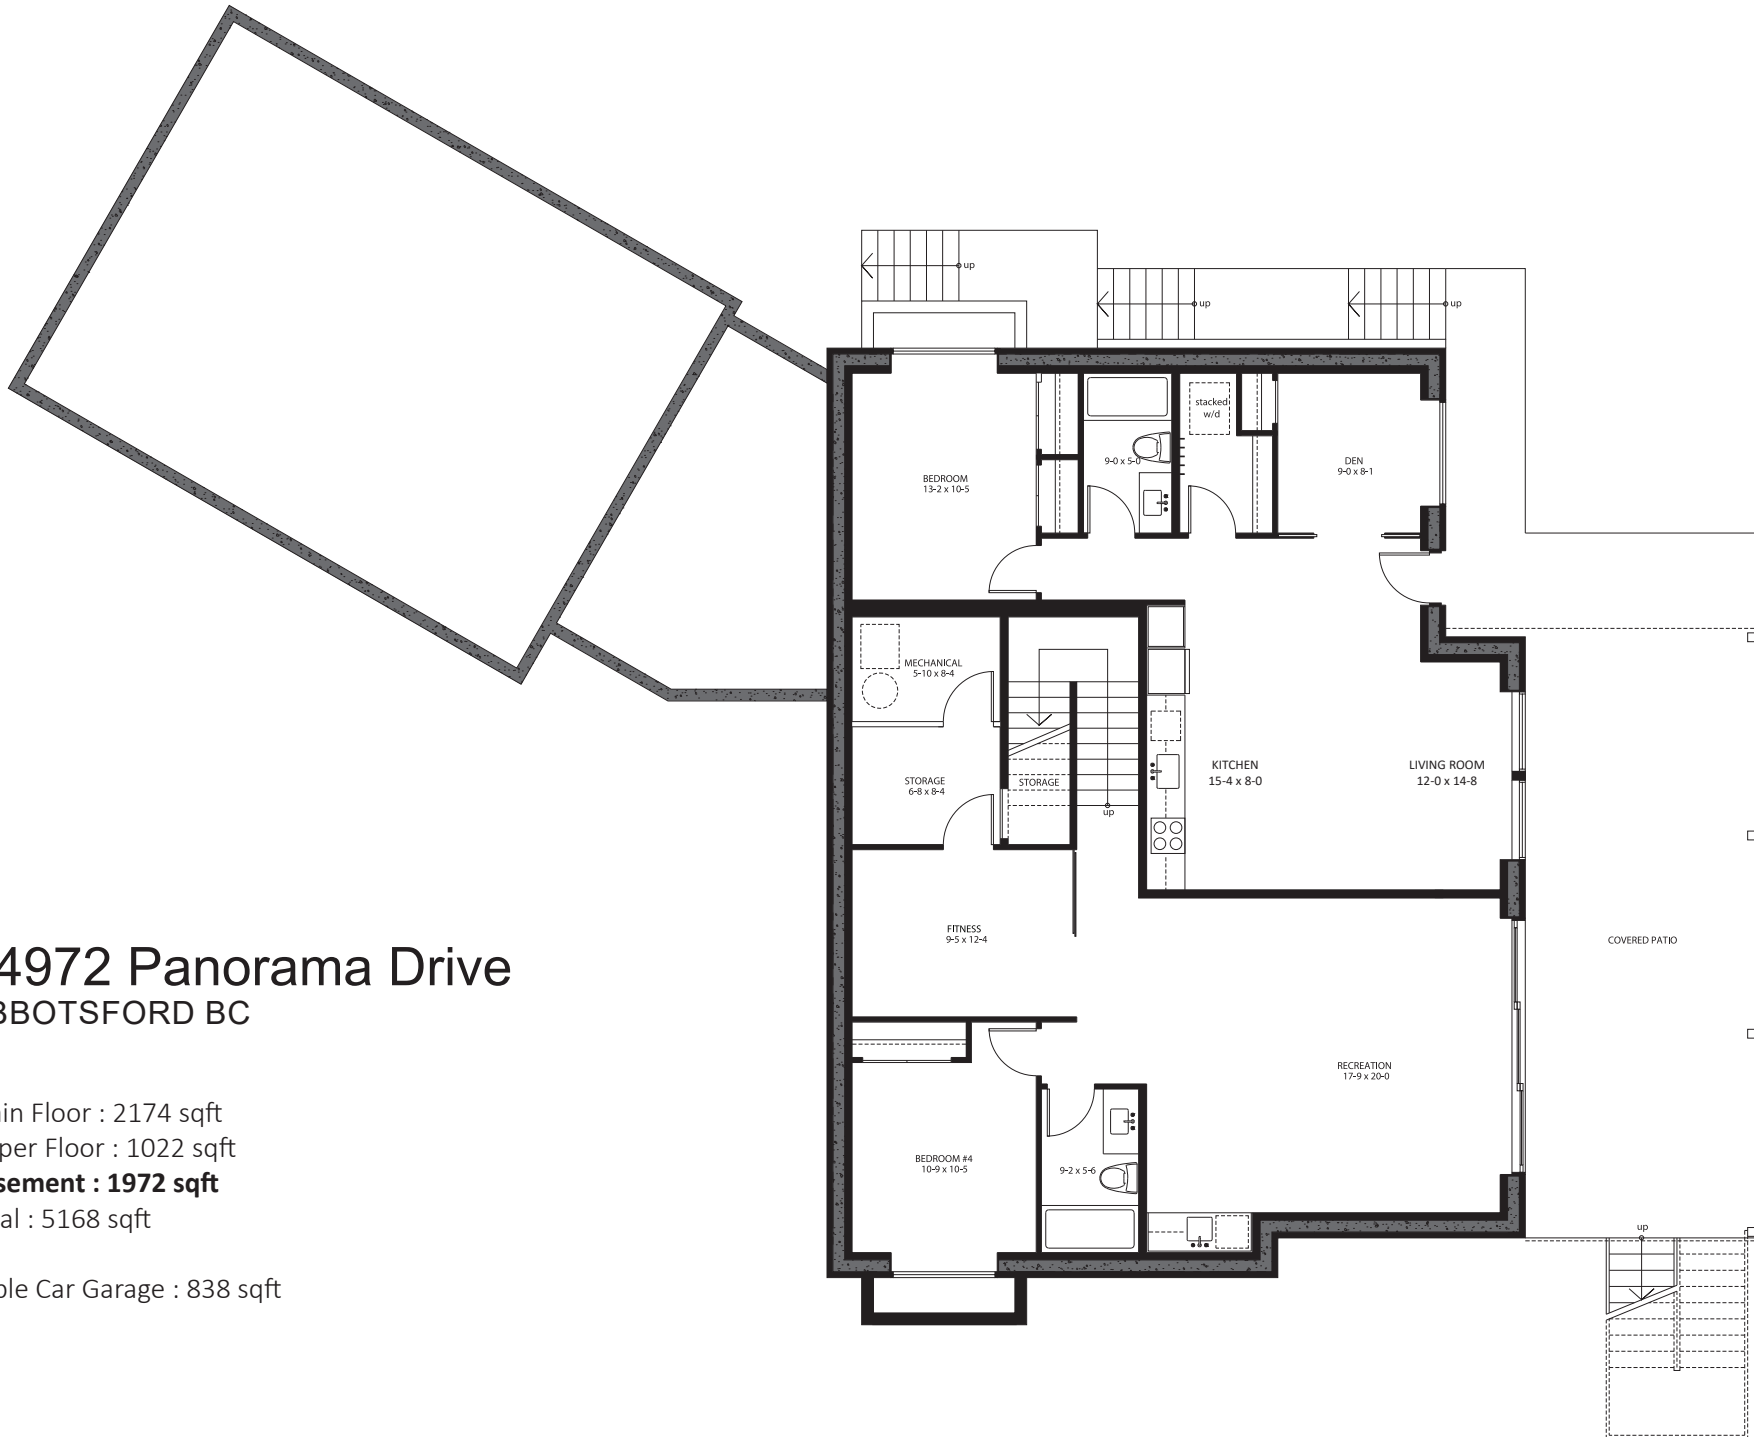 up
up
up
stacked
w/d
9-0 x 5-0
DEN
9-0 x 8-1
BEDROOM
13-2 x 10-5
MECHANICAL
5-10 x 8-4
STORAGE
6-8 x 8-4
STORAGE
up
KITCHEN
15-4 x 8-0
LIVING ROOM
12-0 x 14-8
FITNESS
9-5 x 12-4
COVERED PATIO
4972 Panorama Drive
BBOTSFORD BC
RECREATION
17-9 x 20-0
in Floor : 2174 sqft
per Floor : 1022 sqft
sement : 1972 sqft
al : 5168 sqft
ble Car Garage : 838 sqft
BEDROOM #4
10-9 x 10-5
9-2 x 5-6
up